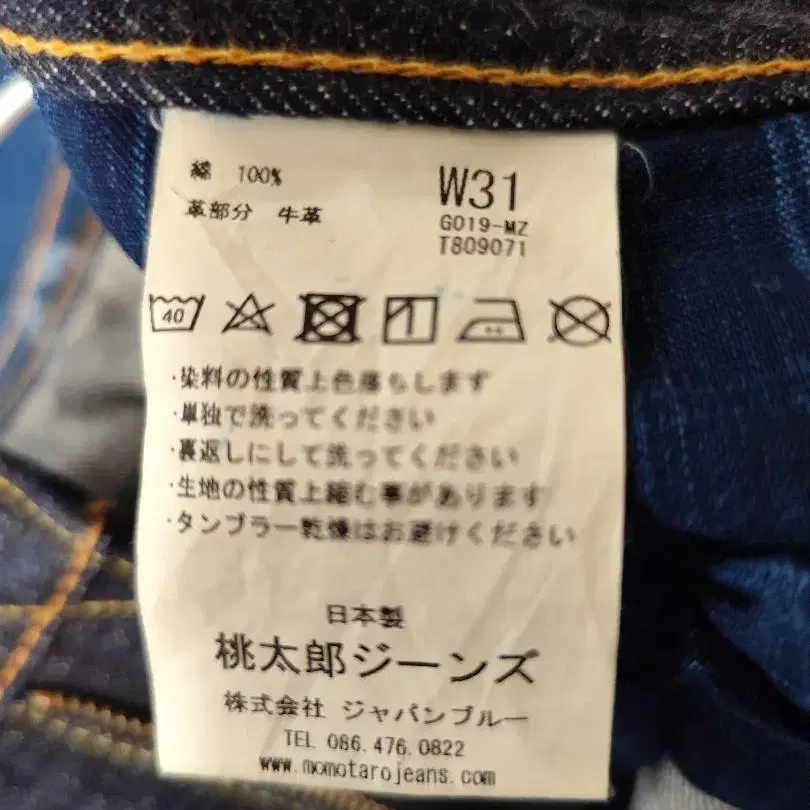 綿 100%
革部分 牛革
W31
G019-MZ
T809071
40
・染料の性質上色落ちします
・単独で洗ってください
・裏返しにして洗ってください
・生地の性質上縮む事があります
・タンブラー乾燥はお避けください
日本製
桃太郎ジーンズ
株式会社 ジャパンブルー
TEL 086.476.0822
www.momotarojeans.com